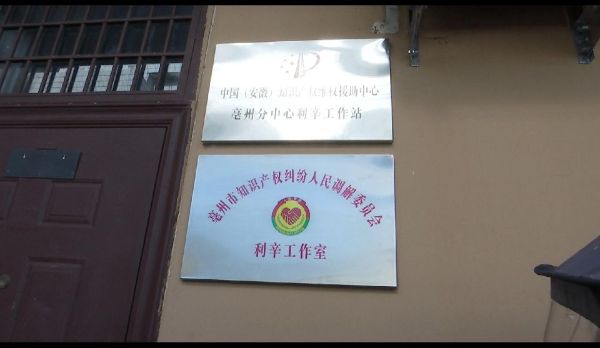 中国（安徽）知识产权维权援助中心
亳州分中心利辛工作站
亳州市知识产权纠纷人民调解委员会
利辛工作室